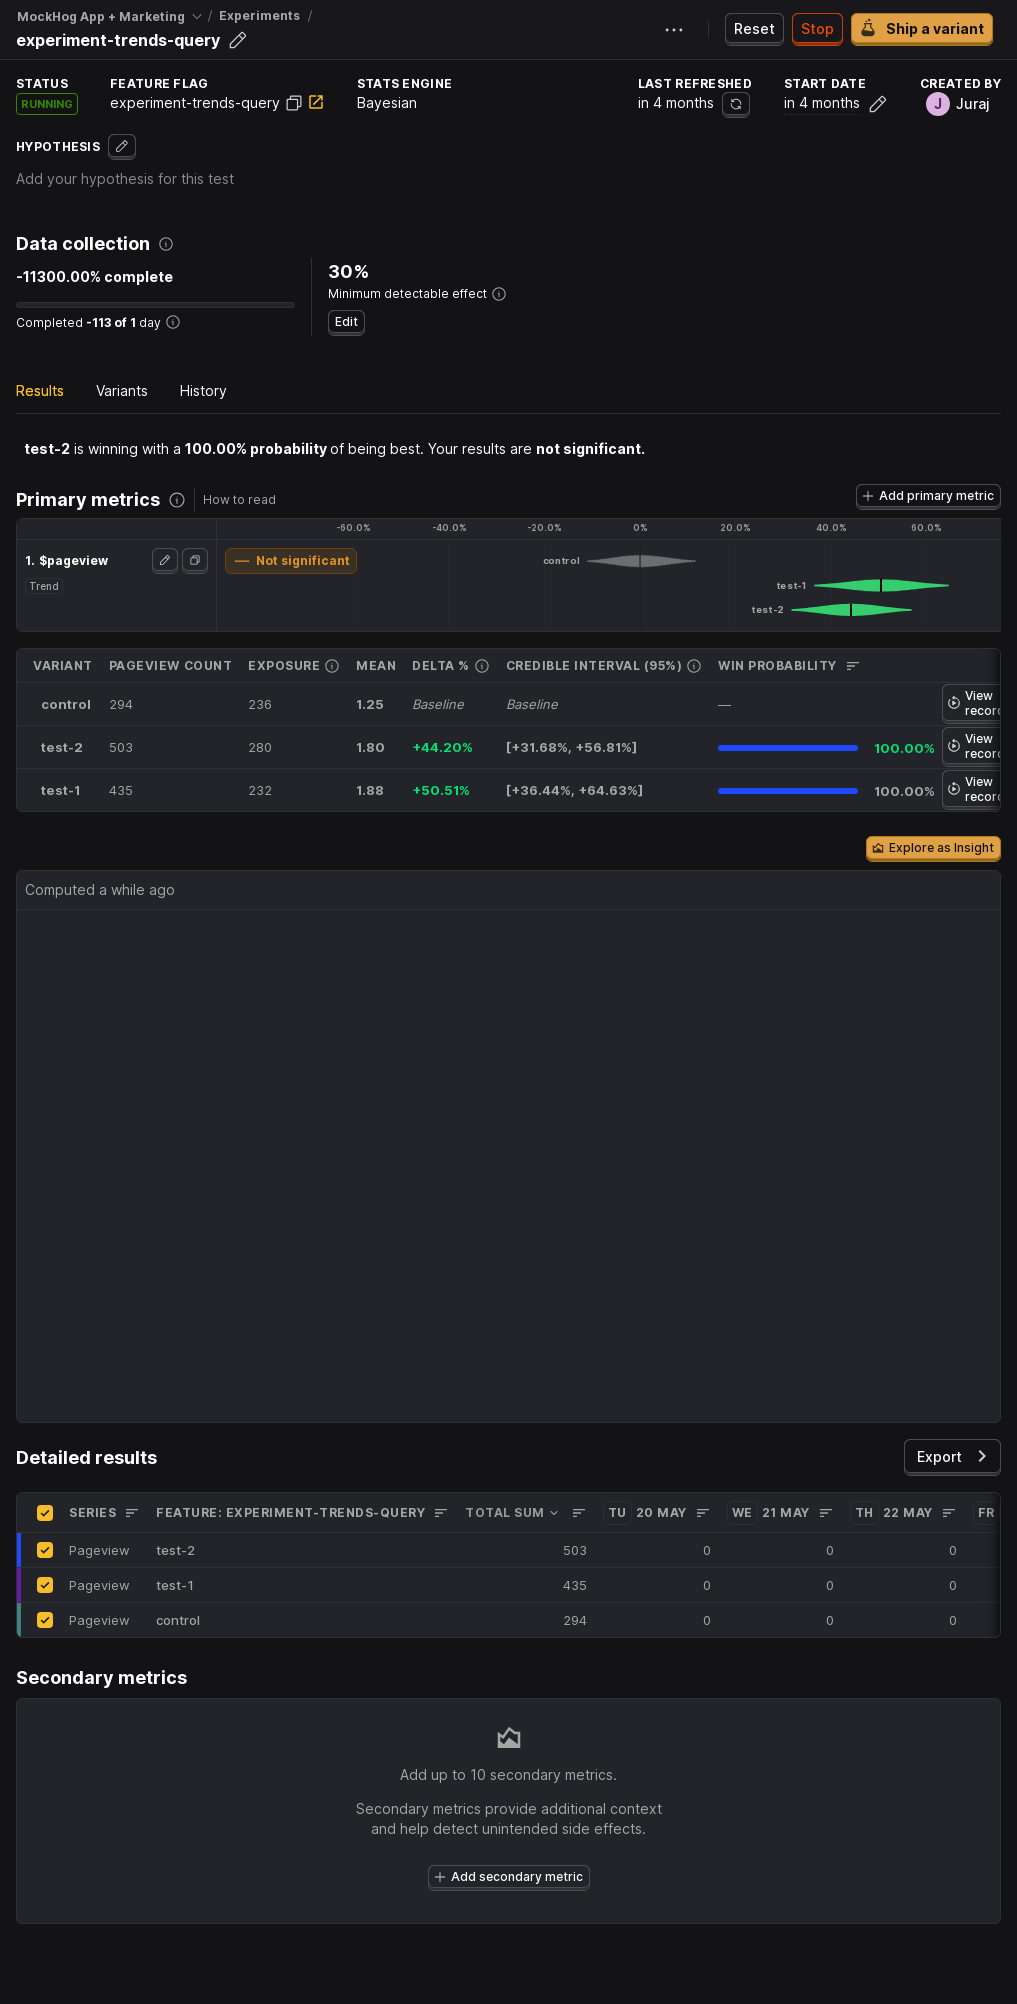 MockHog App + Marketing / Experiments /
experiment-trends-query
Reset
Stop
Ship a variant
STATUS
RUNNING
FEATURE FLAG
experiment-trends-query
STATS ENGINE
Bayesian
LAST REFRESHED
in 4 months
START DATE
in 4 months
CREATED BY
J Juraj
HYPOTHESIS
Add your hypothesis for this test
Data collection
-11300.00% complete
Completed -113 of 1 day
30%
Minimum detectable effect
Edit
Results Variants History
test-2 is winning with a 100.00% probability of being best. Your results are not significant.
Primary metrics How to read
Add primary metric
-60.0% -40.0% -20.0% 0% 20.0% 40.0% 60.0%
1. $pageview
Trend
Not significant
control
test-1
test-2
VARIANT PAGEVIEW COUNT EXPOSURE MEAN DELTA % CREDIBLE INTERVAL (95%) WIN PROBABILITY
control 294 236 1.25 Baseline Baseline — View
test-2 503 280 1.80 +44.20% [+31.68%, +56.81%] 100.00% View
test-1 435 232 1.88 +50.51% [+36.44%, +64.63%] 100.00% View
Explore as Insight
Computed a while ago
Detailed results
Export
SERIES FEATURE: EXPERIMENT-TRENDS-QUERY TOTAL SUM TU 20 MAY WE 21 MAY TH 22 MAY FR
Pageview test-2 503 0 0 0
Pageview test-1 435 0 0 0
Pageview control 294 0 0 0
Secondary metrics
Add up to 10 secondary metrics.
Secondary metrics provide additional context
and help detect unintended side effects.
Add secondary metric